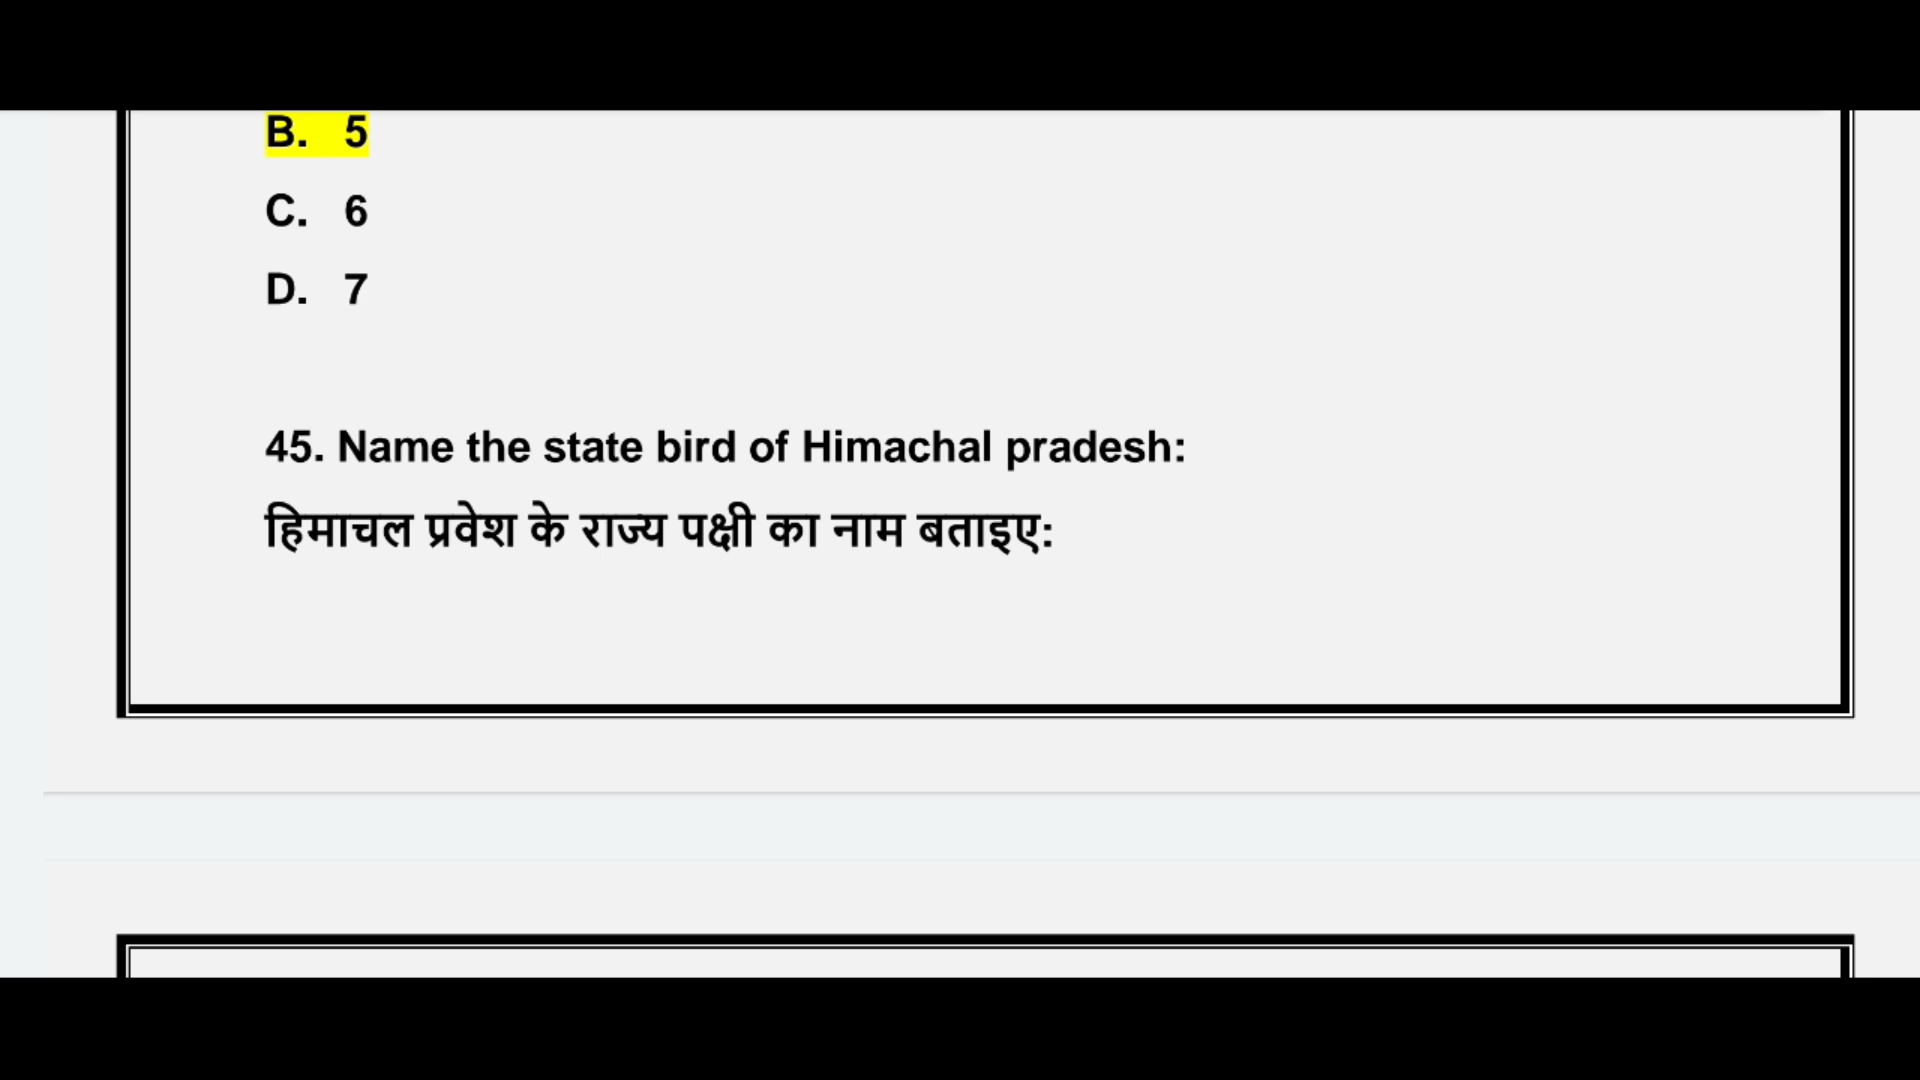 B. 5
C. 6
D. 7
45. Name the state bird of Himachal pradesh:
हिमाचल प्रवेश के राज्य पक्षी का नाम बताइए: